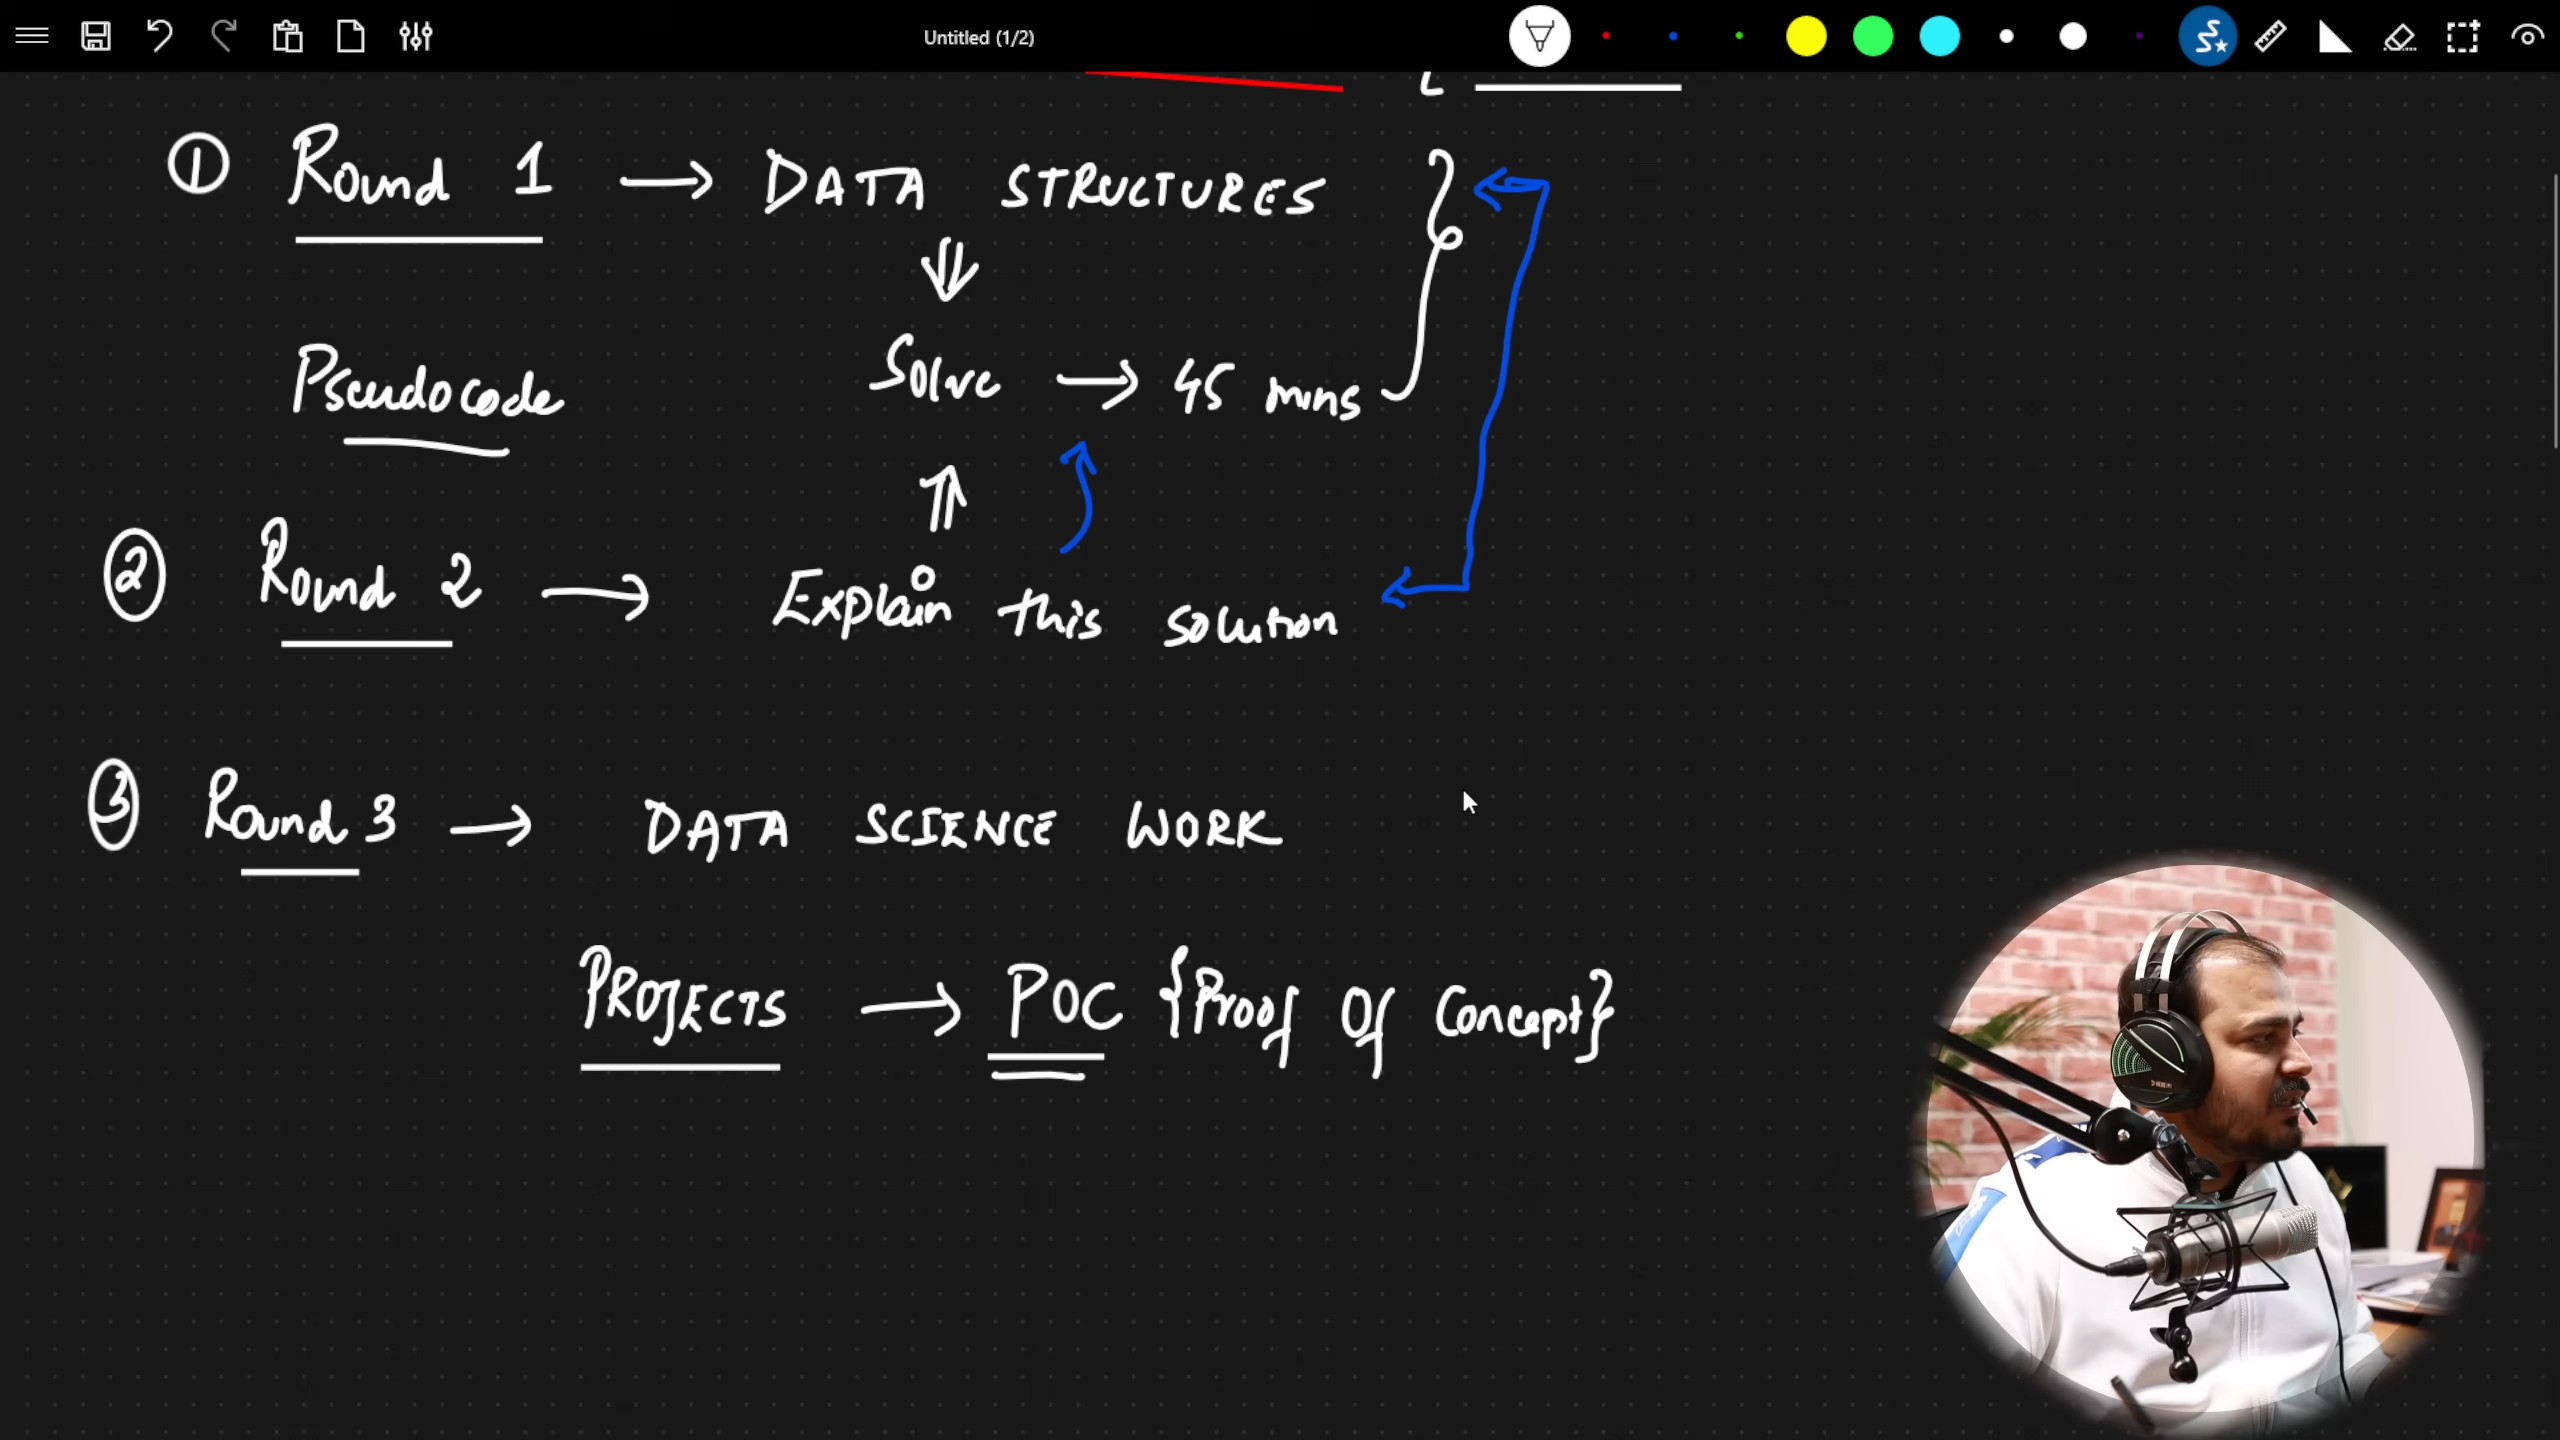 Untitled (1/2)
① Round 1 → DATA STRUCTURES
Pseudocode
Solve → 45 mins
② Round 2 → Explain this solution
③ Round 3 → DATA SCIENCE WORK
PROJECTS → POC {Proof Of Concept}